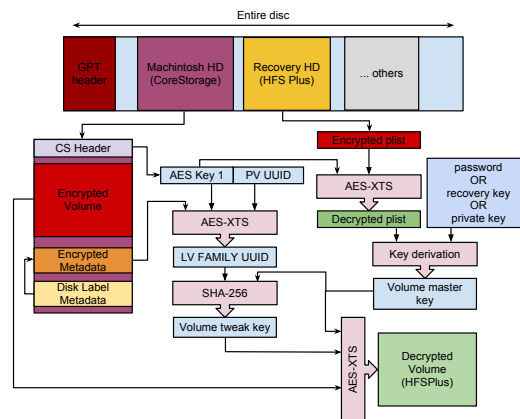 Entire disc
GPT
header
Machintosh HD
(CoreStorage)
Recovery HD
(HFS Plus)
... others
CS Header
Encrypted
Volume
Encrypted
Metadata
Disk Label
Metadata
AES Key 1
PV UUID
AES-XTS
LV FAMILY UUID
SHA-256
Volume tweak key
Encrypted plist
AES-XTS
Decrypted plist
password
OR
recovery key
OR
private key
Key derivation
Volume master
key
AES-XTS
Decrypted
Volume
(HFSPlus)